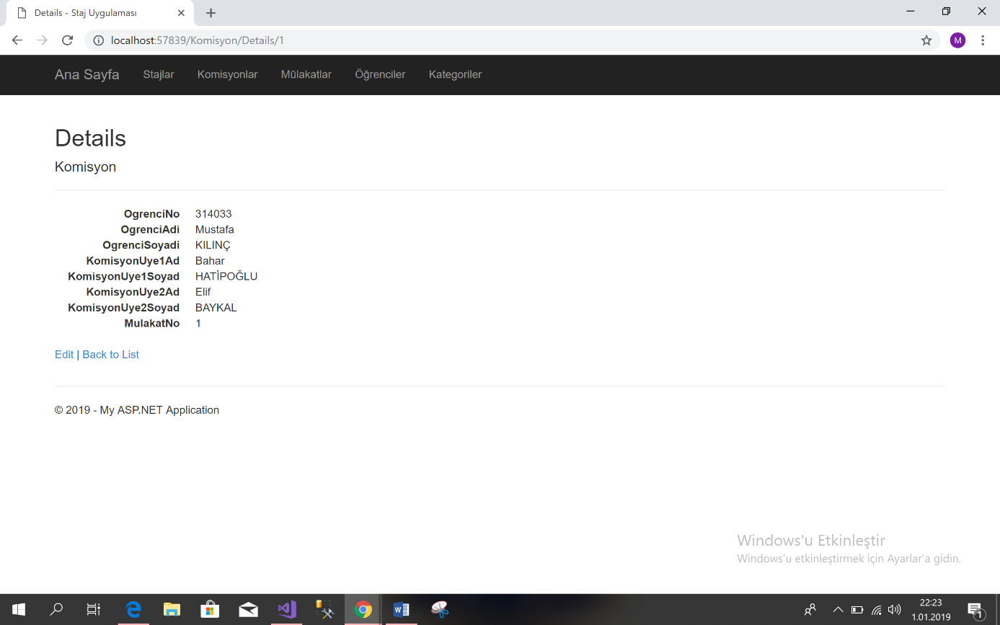 Details - Staj Uygulaması
localhost:57839/Komisyon/Details/1
M
Ana Sayfa Stajlar Komisyonlar Mülakatlar Öğrenciler Kategoriler
Details
Komisyon
OgrenciNo 314033
OgrenciAdi Mustafa
OgrenciSoyadi KILINÇ
KomisyonUye1Ad Bahar
KomisyonUye1Soyad HATİPOĞLU
KomisyonUye2Ad Elif
KomisyonUye2Soyad BAYKAL
MulakatNo 1
Edit | Back to List
© 2019 - My ASP.NET Application
Windows'u Etkinleştir
Windows'u etkinleştirmek için Ayarlar'a gidin.
22:23
1.01.2019
1